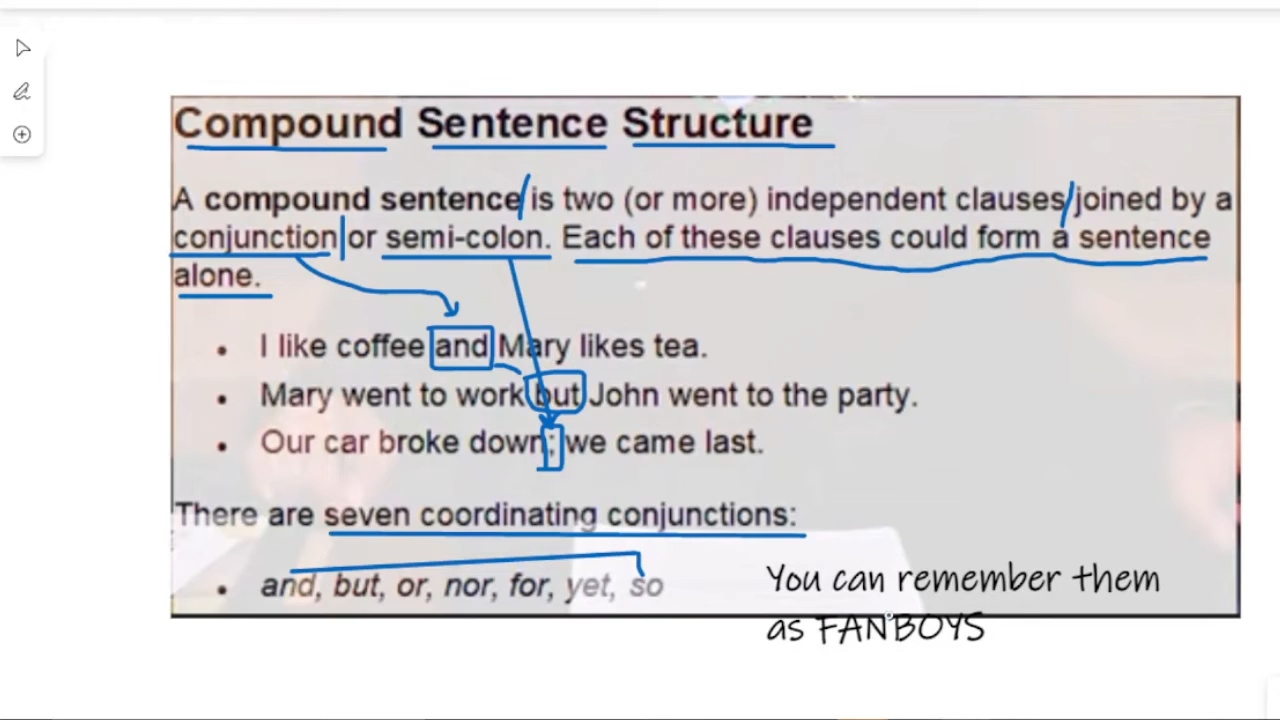 Compound Sentence Structure
A compound sentence is two (or more) independent clauses joined by a
conjunction or semi-colon. Each of these clauses could form a sentence
alone.
• I like coffee and Mary likes tea.
• Mary went to work but John went to the party.
• Our car broke down; we came last.
There are seven coordinating conjunctions:
• and, but, or, nor, for, yet, so
You can remember them
as FANBOYS